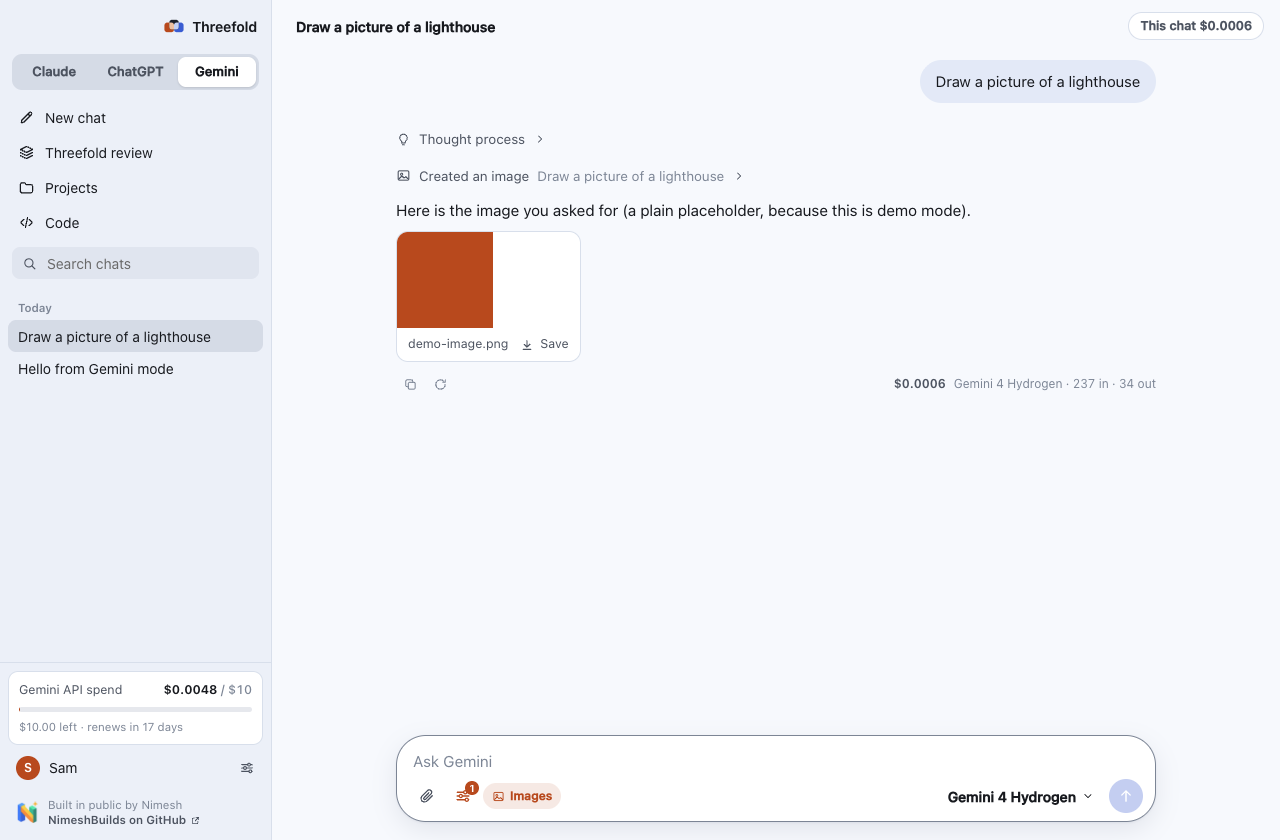 Threefold
Claude ChatGPT Gemini
New chat
Threefold review
Projects
Code
Search chats
Today
Draw a picture of a lighthouse
Hello from Gemini mode
Gemini API spend $0.0048 / $10
$10.00 left · renews in 17 days
S Sam
Built in public by Nimesh
NimeshBuilds on GitHub
Draw a picture of a lighthouse
This chat $0.0006
Draw a picture of a lighthouse
Thought process
Created an image Draw a picture of a lighthouse
Here is the image you asked for (a plain placeholder, because this is demo mode).
demo-image.png Save
$0.0006 Gemini 4 Hydrogen · 237 in · 34 out
Ask Gemini
1 Images Gemini 4 Hydrogen